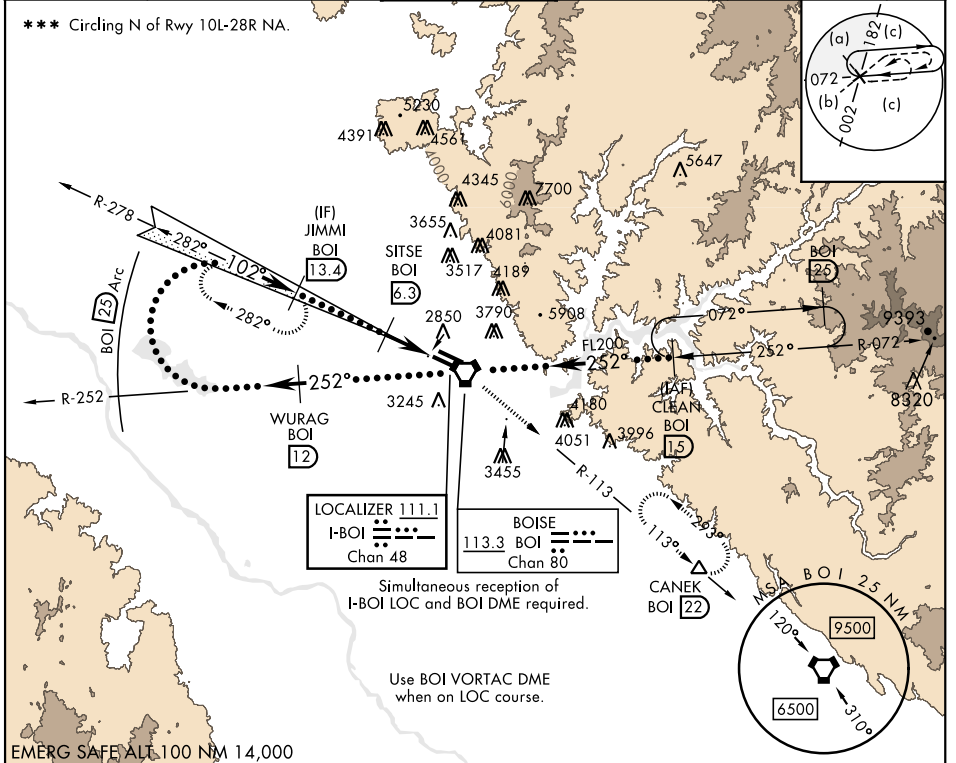 *** Circling N of Rwy 10L-28R NA.
(a)
182
(c)
072
(b)
(c)
002
5230
4391
4561
4000
6000
4345
7700
5647
3655
4081
3517
4189
R-278
282°
102°
(IF)
JIMMI
BOI
13.4
SITSE
BOI
6.3
BOI
25
BOI 25 Arc
282°
2850
3790
5908
072°
9393
FL200
252°
252°
R-072
8320
252°
R-252
(IAF)
CLEAN
BOI
15
WURAG
BOI
12
3245
4180
4051
3996
3455
R-113
LOCALIZER 111.1
I-BOI
Chan 48
BOISE
113.3 BOI
Chan 80
113°
293°
Simultaneous reception of
I-BOI LOC and BOI DME required.
CANEK
BOI 22
MSA BOI 25 NM
120°
9500
Use BOI VORTAC DME
when on LOC course.
6500
310°
EMERG SAFE ALT 100 NM 14,000